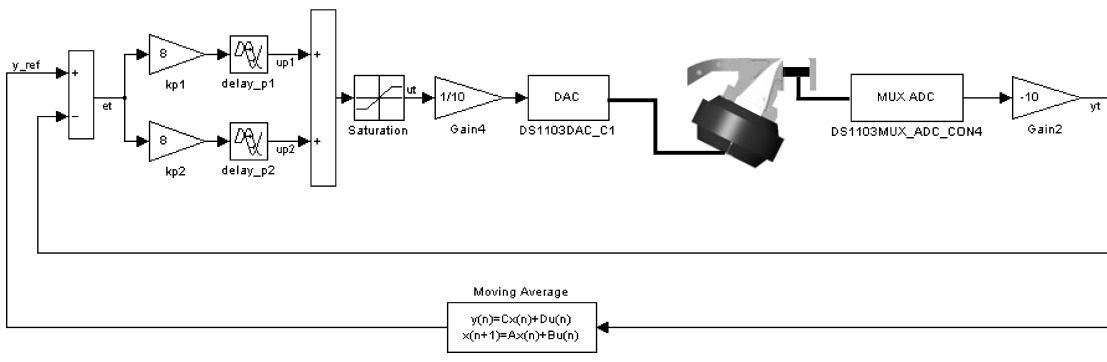 y_ref
+
−
et
8
kp1
8
kp2
delay_p1
up1
delay_p2
up2
+
+
Saturation
ut
1/10
Gain4
DAC
DS1103DAC_C1
MUX ADC
DS1103MUX_ADC_CON4
-10
Gain2
yt
Moving Average
y(n)=Cx(n)+Du(n)
x(n+1)=Ax(n)+Bu(n)